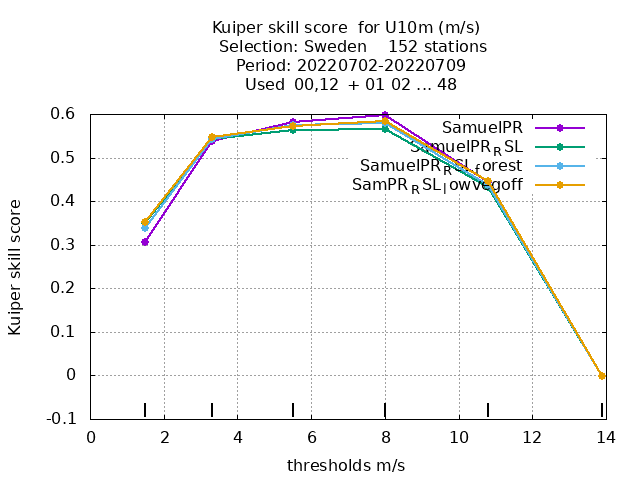 Kuiper skill score for U10m (m/s)
Selection: Sweden 152 stations
Period: 20220702-20220709
Used 00,12 + 01 02 ... 48
Kuiper skill score
0.6
0.5
0.4
0.3
0.2
0.1
0
-0.1
SamuelPR
SamuelPR_RSL
SamuelPR_RSL_forest
SamPR_RSL_lowvegoff
0 2 4 6 8 10 12 14
thresholds m/s